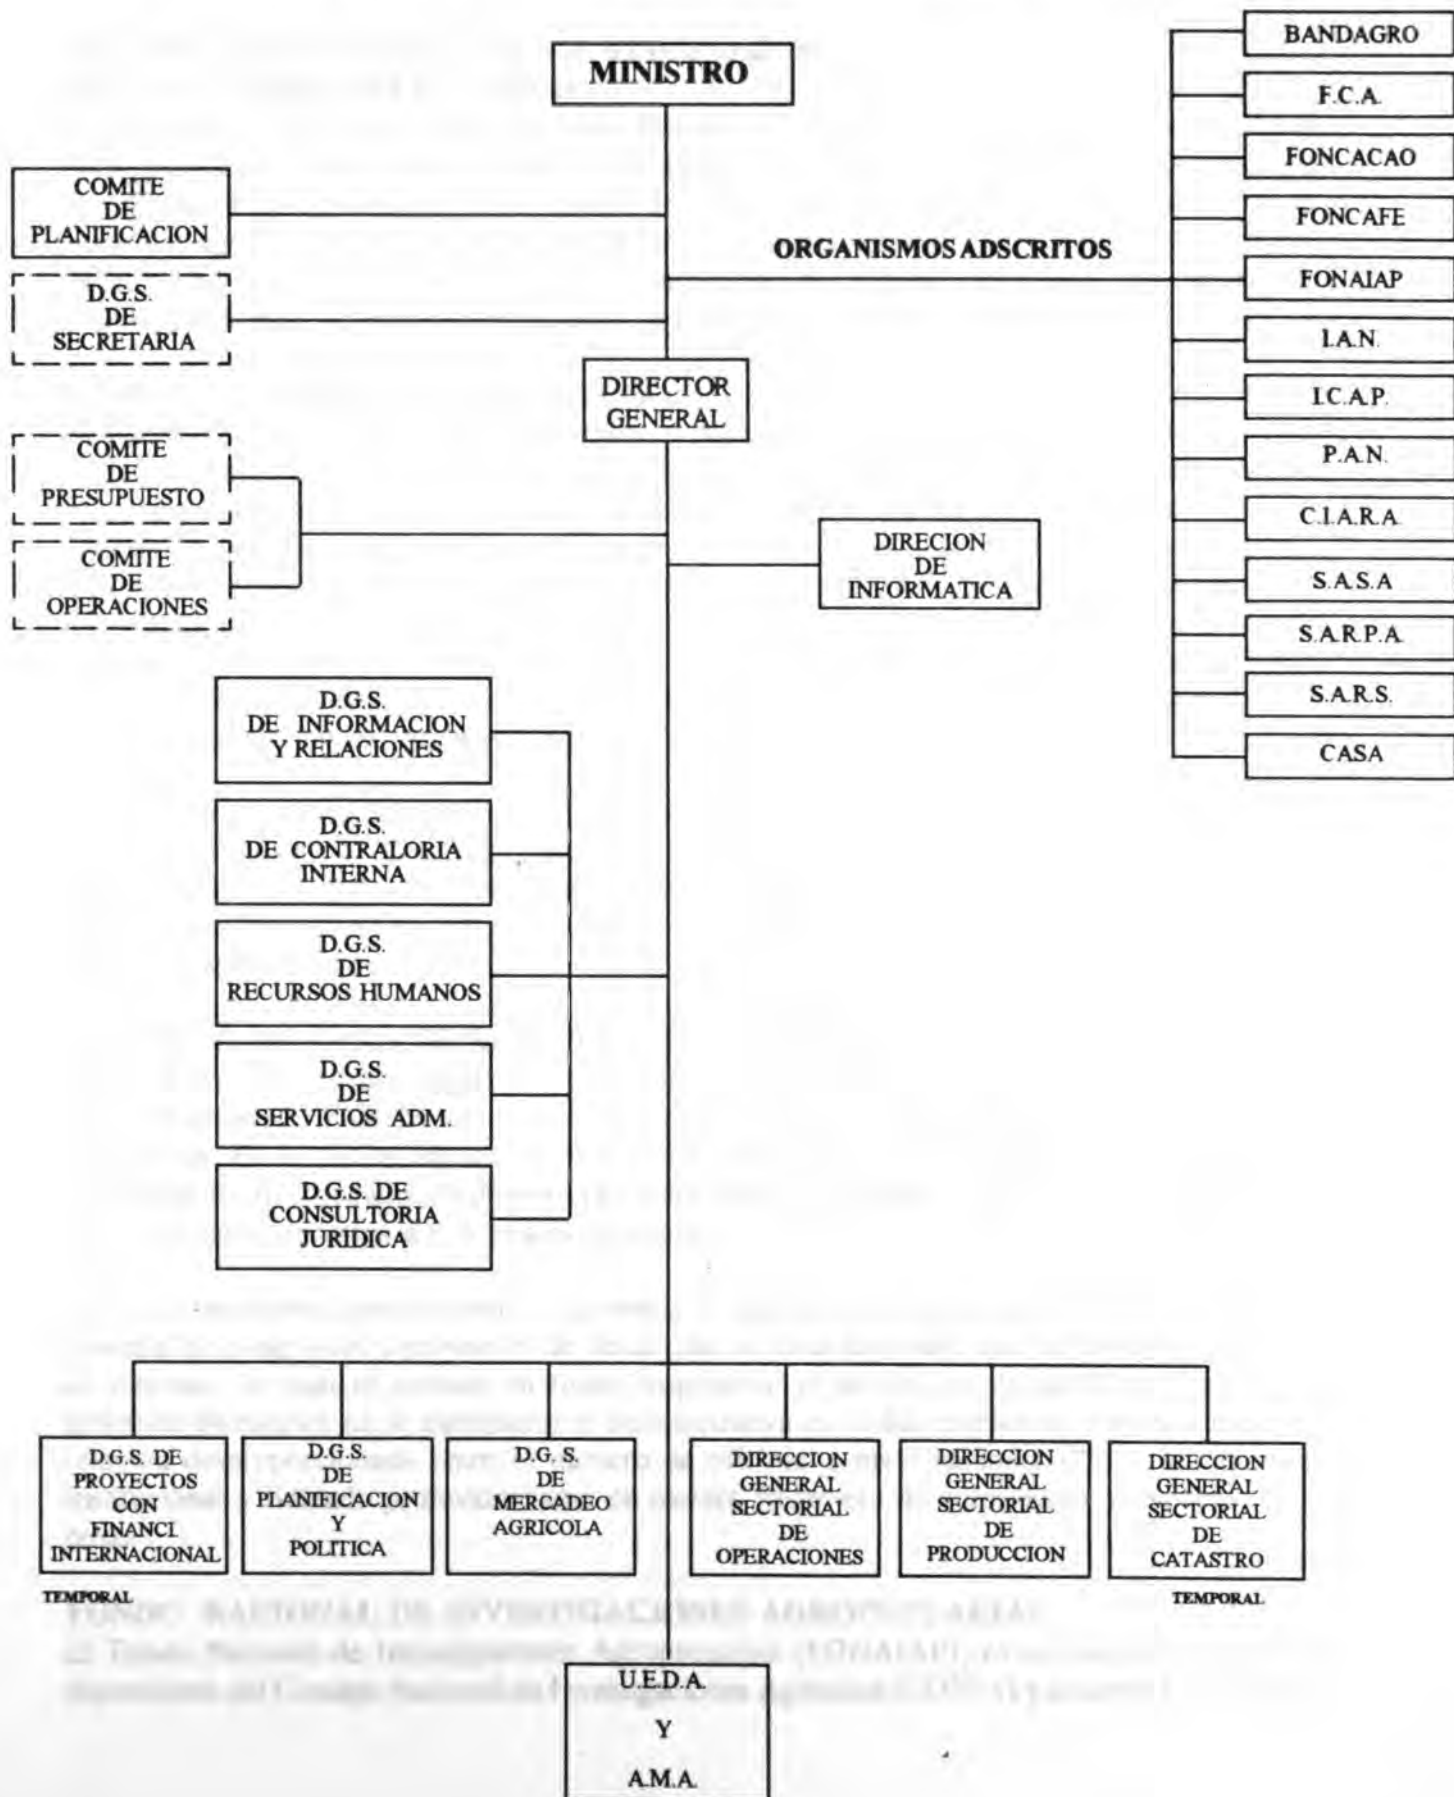 MINISTRO
COMITE
DE
PLANIFICACION
D.G.S.
DE
SECRETARIA
ORGANISMOS ADSCRITOS
BANDAGRO
F.C.A.
FONCACAO
FONCAFE
FONAIAP
I.A.N.
I.C.A.P.
P.A.N.
C.I.A.R.A.
S.A.S.A
S.A.R.P.A.
S.A.R.S.
CASA
DIRECTOR
GENERAL
COMITE
DE
PRESUPUESTO
COMITE
DE
OPERACIONES
DIRECION
DE
INFORMATICA
D.G.S.
DE INFORMACION
Y RELACIONES
D.G.S.
DE CONTRALORIA
INTERNA
D.G.S.
DE
RECURSOS HUMANOS
D.G.S.
DE
SERVICIOS ADM.
D.G.S. DE
CONSULTORIA
JURIDICA
D.G.S. DE
PROYECTOS
CON
FINANCI.
INTERNACIONAL
TEMPORAL
D.G.S.
DE
PLANIFICACION
Y
POLITICA
D.G.S.
DE
MERCADEO
AGRICOLA
DIRECCION
GENERAL
SECTORIAL
DE
OPERACIONES
DIRECCION
GENERAL
SECTORIAL
DE
PRODUCCION
DIRECCION
GENERAL
SECTORIAL
DE
CATASTRO
TEMPORAL
U.E.D.A.
Y
A.M.A.